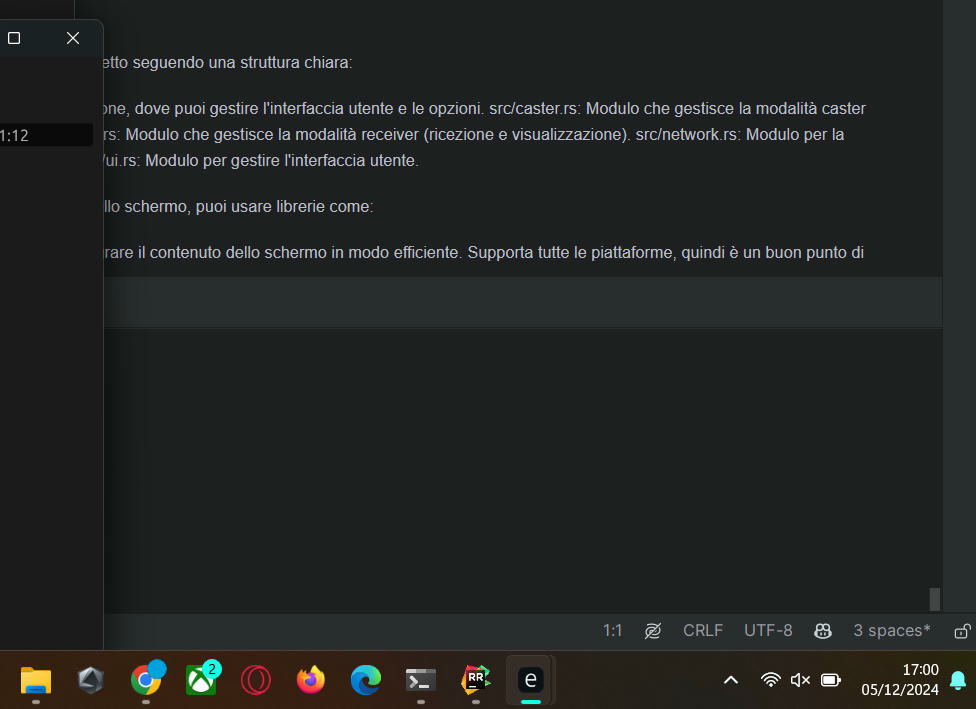 etto seguendo una struttura chiara:
one, dove puoi gestire l'interfaccia utente e le opzioni. src/caster.rs: Modulo che gestisce la modalità caster
1:12
rs: Modulo che gestisce la modalità receiver (ricezione e visualizzazione). src/network.rs: Modulo per la
/ui.rs: Modulo per gestire l'interfaccia utente.
llo schermo, puoi usare librerie come:
rare il contenuto dello schermo in modo efficiente. Supporta tutte le piattaforme, quindi è un buon punto di
1:1 CRLF UTF-8 3 spaces*
2
RR
e
17:00
05/12/2024